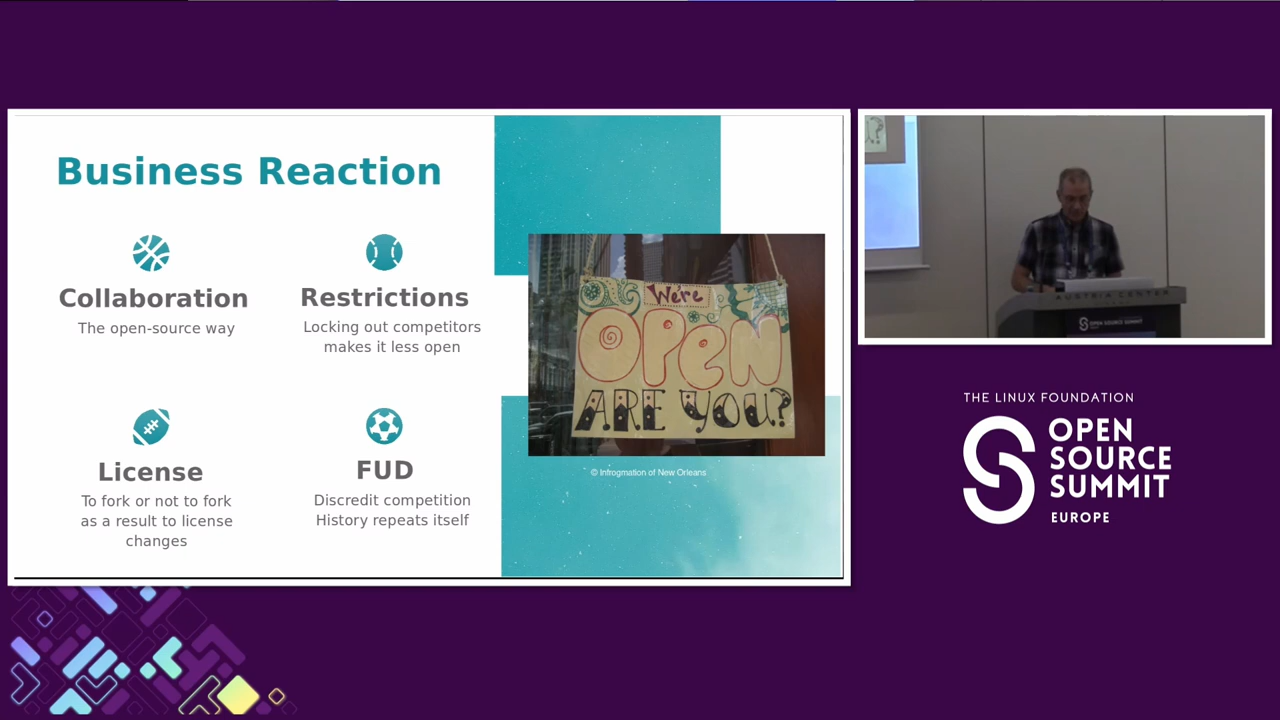 Business Reaction
Collaboration
The open-source way
Restrictions
Locking out competitors
makes it less open
License
To fork or not to fork
as a result to license
changes
FUD
Discredit competition
History repeats itself
We're
OPEN
ARE YOU?
© Infrogmation of New Orleans
AUSTRIA CENTER
OPEN SOURCE SUMMIT
THE LINUX FOUNDATION
OPEN
SOURCE
SUMMIT
EUROPE